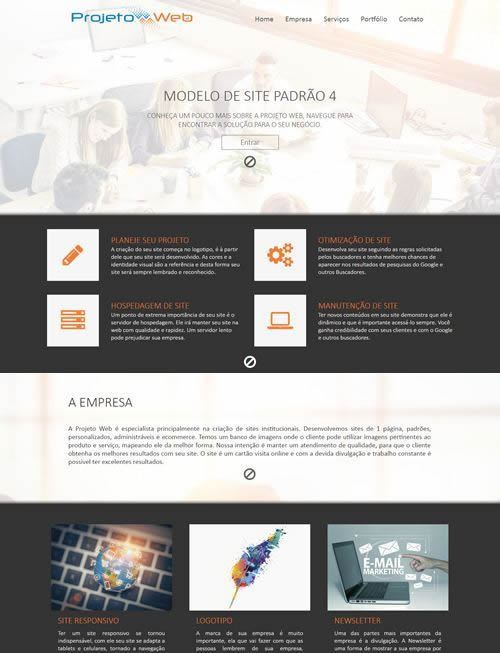 Projeto Web
Home Empresa Serviços Portfólio Contato
MODELO DE SITE PADRÃO 4
CONHEÇA UM POUCO MAIS SOBRE A PROJETO WEB, NAVEGUE PARA
ENCONTRAR A SOLUÇÃO PARA O SEU NEGÓCIO.
Entrar
PLANEJE SEU PROJETO
A criação do seu site começa no logotipo, é à partir
dele que seu site será desenvolvido. As cores e a
identidade visual são a referência e desta forma seu
site será sempre lembrado e reconhecido.
OTIMIZAÇÃO DE SITE
Desenvolva seu site seguindo as regras solicitadas
pelos buscadores e tenha melhores chances de
aparecer nos resultados de pesquisas do Google e
outros Buscadores.
HOSPEDAGEM DE SITE
Um ponto de extrema importância de seu site é o
servidor de hospedagem. Ele irá manter seu site na
web com qualidade e rapidez. Um servidor lento
pode prejudicar sua empresa.
MANUTENÇÃO DE SITE
Ter novos conteúdos em seu site demonstra que ele é
dinâmico e que é importante acessá-lo sempre. Você
ganha credibilidade com seus clientes e com o Google
e outros buscadores.
A EMPRESA
A Projeto Web é especialista principalmente na criação de sites institucionais. Desenvolvemos sites de 1 página, padrões,
personalizados, administráveis e ecommerce. Temos um banco de imagens onde o cliente pode utilizar imagens pertinentes ao
produto e serviço, mapeando ele da melhor forma. Nossa intenção é manter um atendimento de qualidade, para que o cliente
obtenha os melhores resultados com seu site. O site é um cartão visita online e com a devida divulgação e trabalho constante é
possível ter excelentes resultados.
E-MAIL
MARKETING
SITE RESPONSIVO
Ter um site responsivo se tornou
indispensável, com ele seu site se adapta a
tablets e celulares, tornado a navegação
LOGOTIPO
A marca de sua empresa é muito
importante, ela que vai fazer com que as
pessoas lembrem de sua empresa,
NEWSLETTER
Uma das partes mais importantes da
empresa é a divulgação. A Newsletter é
uma forma de mostrar a sua empresa por